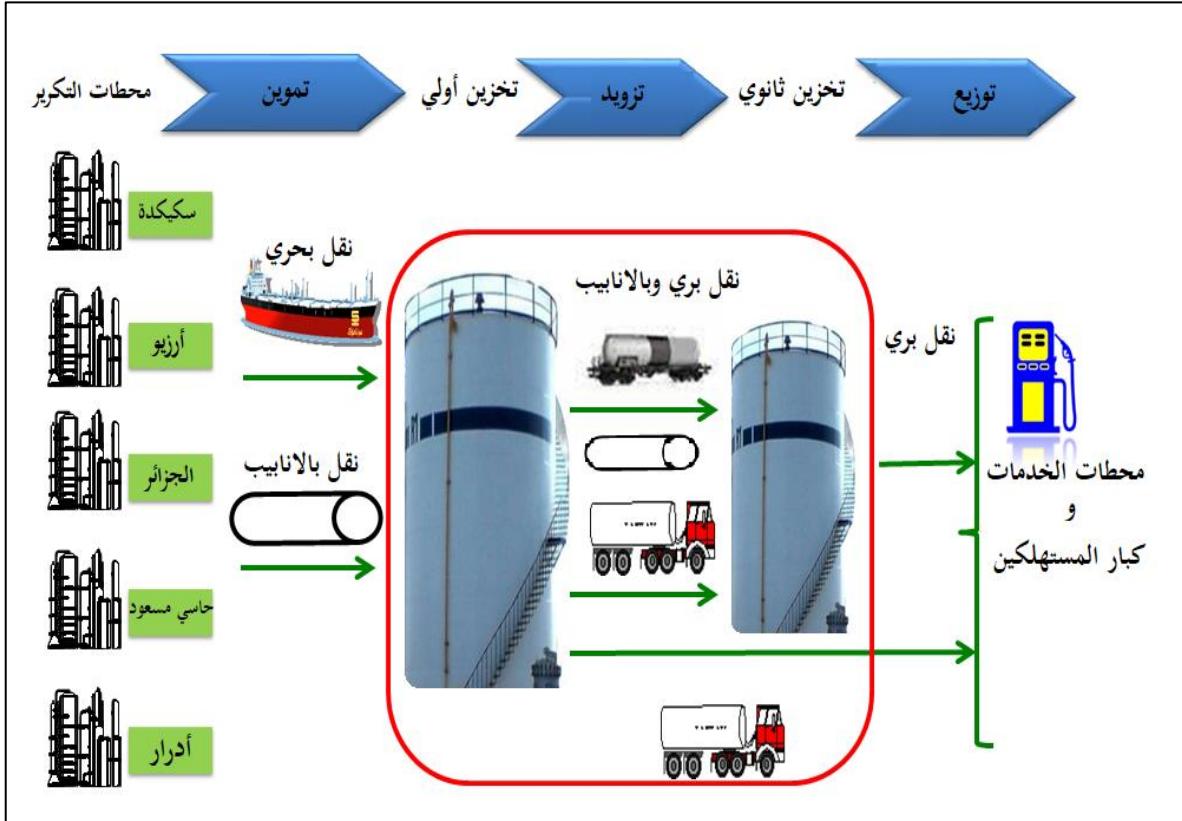 محطات التكرير
تموين
تخزين أولي
تزويد
تخزين ثانوي
توزيع
سكيكدة
أرزيو
الجزائر
حاسي مسعود
أدرار
نقل بحري
نقل بالانابيب
نقل بري وبالانابيب
نقل بري
محطات الخدمات
و
كبار المستهلكين